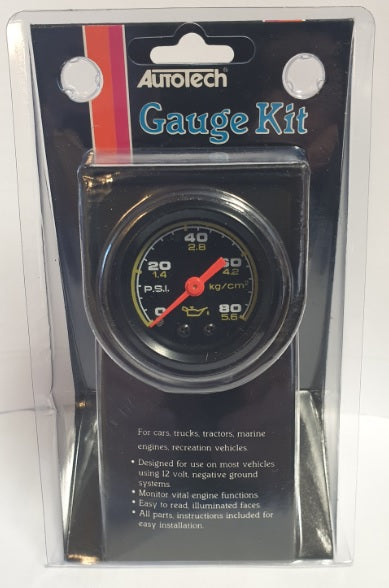 AUTOTECH®
Gauge Kit
40
2.8
20
60
1.4
4.2
P.S.I.
kg/cm²
0
80
5.6
For cars, trucks, tractors, marine
engines, recreation vehicles.
• Designed for use on most vehicles
using 12 volt, negative ground
systems.
• Monitor vital engine functions.
• Easy to read, illuminated faces.
• All parts, instructions included for
easy installation.